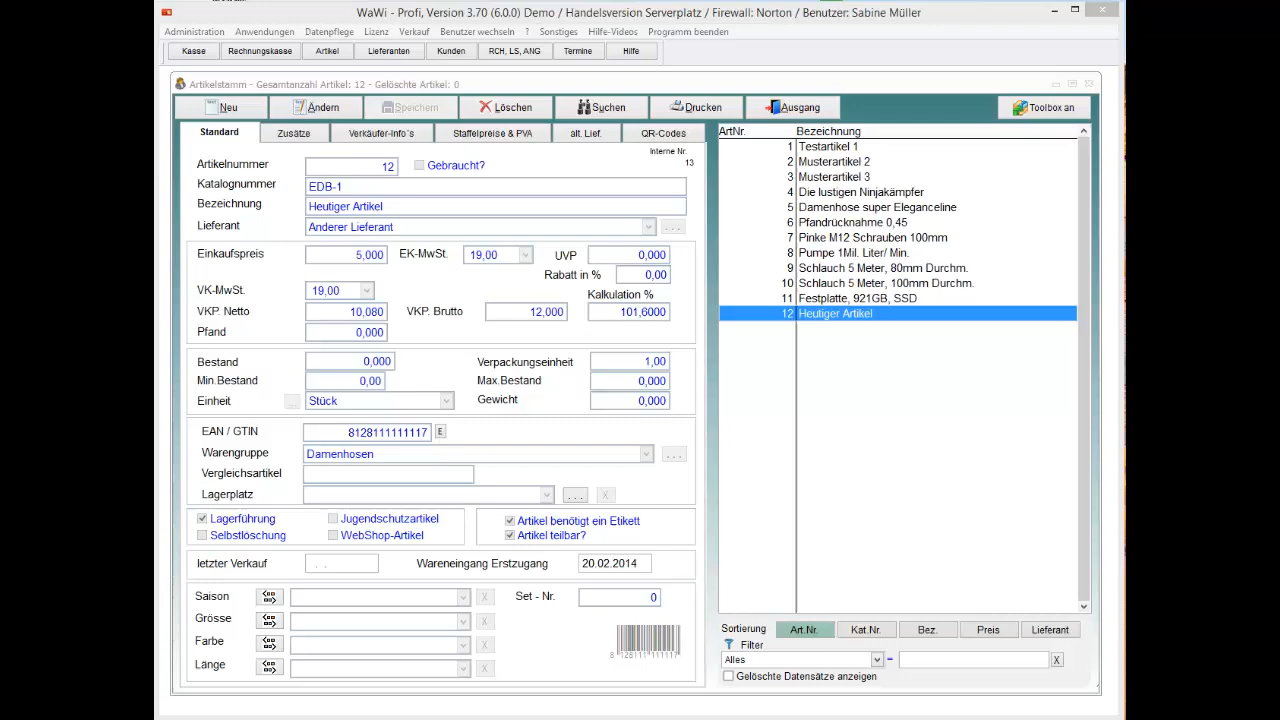 WaWi - Profi, Version 3.70 (6.0.0) Demo / Handelsversion Serverplatz / Firewall: Norton / Benutzer: Sabine Müller
Administration Anwendungen Datenpflege Lizenz Verkauf Benutzer wechseln ? Sonstiges Hilfe-Videos Programm beenden
Kasse Rechnungskasse Artikel Lieferanten Kunden RCH, LS, ANG Termine Hilfe
Artikelstamm - Gesamtanzahl Artikel: 12 - Gelöschte Artikel: 0
Neu Ändern Speichern Löschen Suchen Drucken Ausgang Toolbox an
Standard Zusätze Verkäufer-Info´s Staffelpreise & PVA alt. Lief. QR-Codes
Interne Nr.
13
Artikelnummer 12 Gebraucht?
Katalognummer EDB-1
Bezeichnung Heutiger Artikel
Lieferant Anderer Lieferant ...
Einkaufspreis 5,000 EK-MwSt. 19,00 UVP 0,000
Rabatt in % 0,00
VK-MwSt. 19,00 Kalkulation %
VKP. Netto 10,080 VKP. Brutto 12,000 101,6000
Pfand 0,000
Bestand 0,000 Verpackungseinheit 1,00
Min.Bestand 0,00 Max.Bestand 0,000
Einheit ... Stück Gewicht 0,000
EAN / GTIN 8128111111117 E
Warengruppe Damenhosen ...
Vergleichsartikel
Lagerplatz ... X
Lagerführung Jugendschutzartikel Artikel benötigt ein Etikett
Selbstlöschung WebShop-Artikel Artikel teilbar?
letzter Verkauf . . Wareneingang Erstzugang 20.02.2014
Saison X Set - Nr. 0
Grösse X
Farbe X
Länge X
8 128111 111117
ArtNr. Bezeichnung
1 Testartikel 1
2 Musterartikel 2
3 Musterartikel 3
4 Die lustigen Ninjakämpfer
5 Damenhose super Eleganceline
6 Pfandrücknahme 0,45
7 Pinke M12 Schrauben 100mm
8 Pumpe 1Mil. Liter/ Min.
9 Schlauch 5 Meter, 80mm Durchm.
10 Schlauch 5 Meter, 100mm Durchm.
11 Festplatte, 921GB, SSD
12 Heutiger Artikel
Sortierung Art.Nr. Kat.Nr. Bez. Preis Lieferant
Filter
Alles = X
Gelöschte Datensätze anzeigen